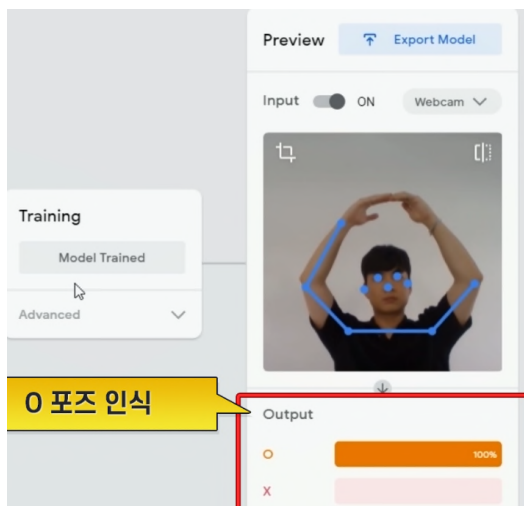 Preview
Export Model
Input ON Webcam
Training
Model Trained
Advanced
O 포즈 인식
Output
O 100%
X